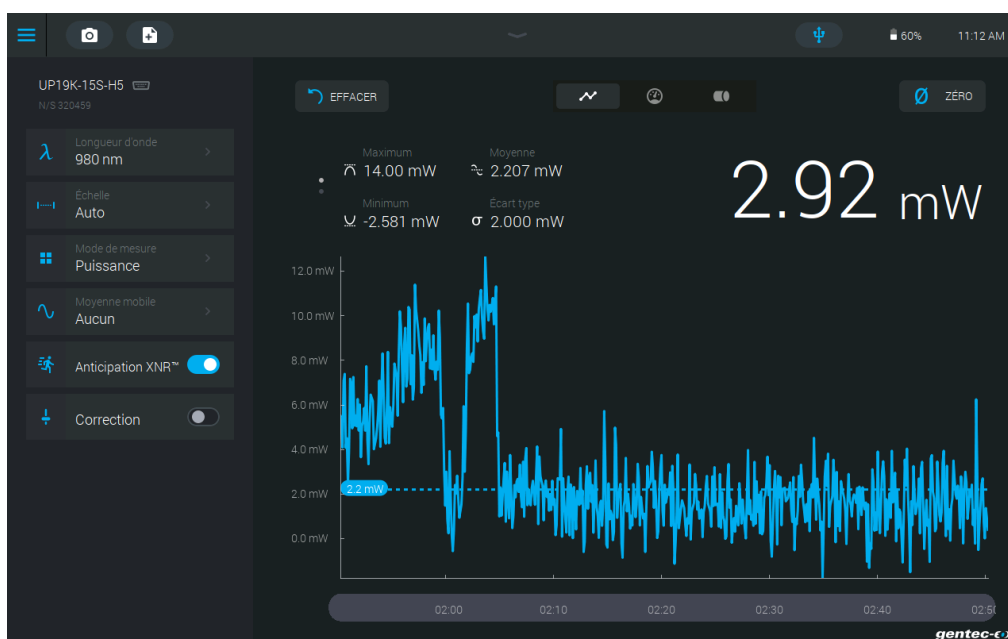 60%
11:12 AM
UP19K-15S-H5
N/S 320459
EFFACER
ZÉRO
Longueur d'onde
980 nm
Échelle
Auto
Mode de mesure
Puissance
Moyenne mobile
Aucun
Anticipation XNR™
Correction
Maximum
14.00 mW
Moyenne
2.207 mW
Minimum
-2.581 mW
Écart type
σ 2.000 mW
2.92 mW
12.0 mW
10.0 mW
8.0 mW
6.0 mW
4.0 mW
2.2 mW
2.0 mW
0.0 mW
02:00
02:10
02:20
02:30
02:40
02:50
gentec-e